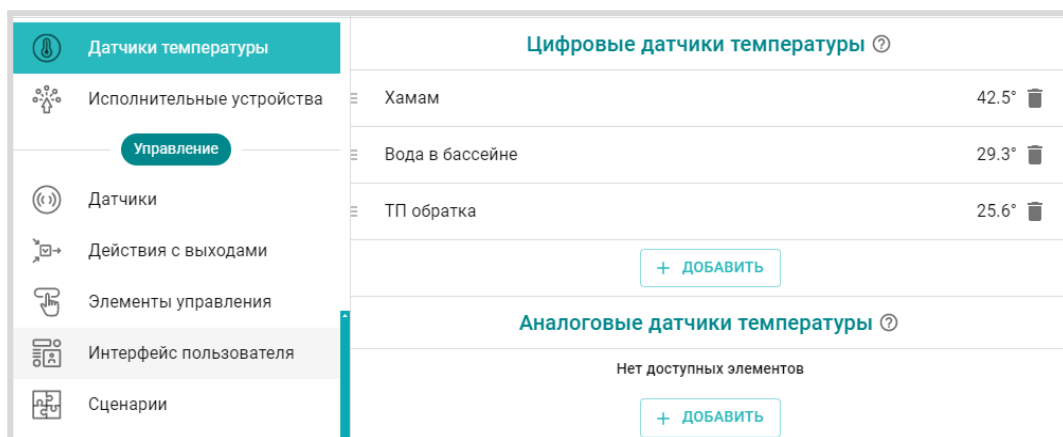 Датчики температуры
Исполнительные устройства
Управление
Датчики
Действия с выходами
Элементы управления
Интерфейс пользователя
Сценарии
Цифровые датчики температуры ?
Хамам 42.5°
Вода в бассейне 29.3°
ТП обратка 25.6°
+ ДОБАВИТЬ
Аналоговые датчики температуры ?
Нет доступных элементов
+ ДОБАВИТЬ